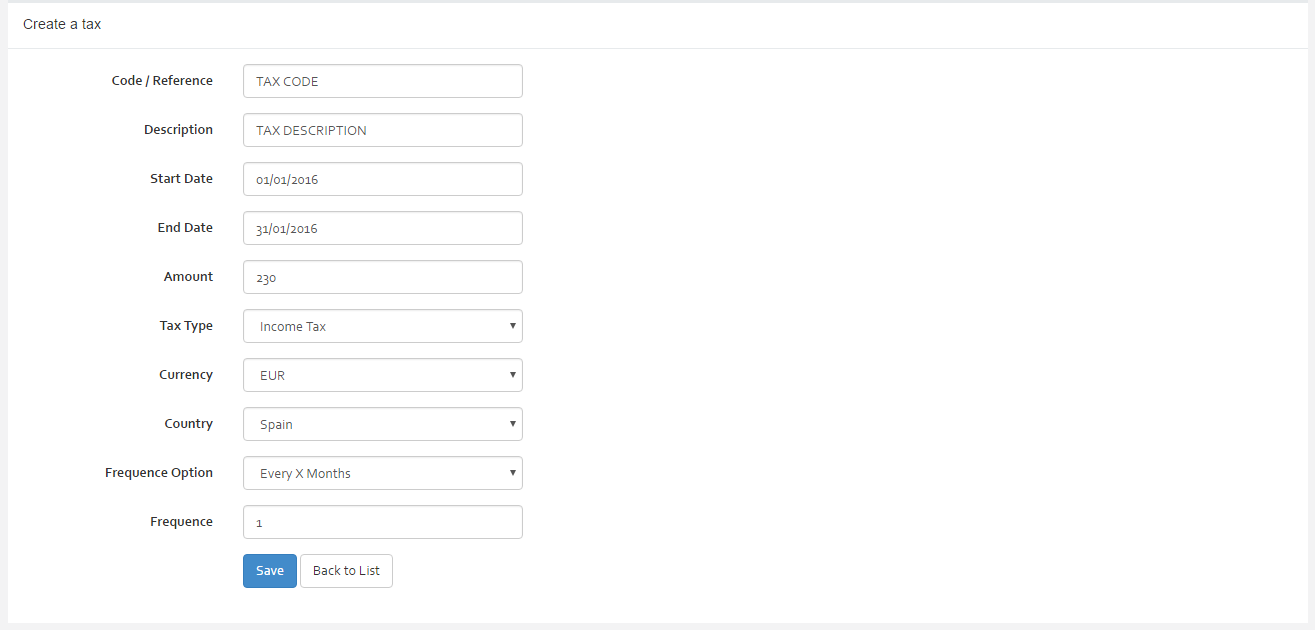 Create a tax
Code / Reference TAX CODE
Description TAX DESCRIPTION
Start Date 01/01/2016
End Date 31/01/2016
Amount 230
Tax Type Income Tax
Currency EUR
Country Spain
Frequence Option Every X Months
Frequence 1
Save Back to List